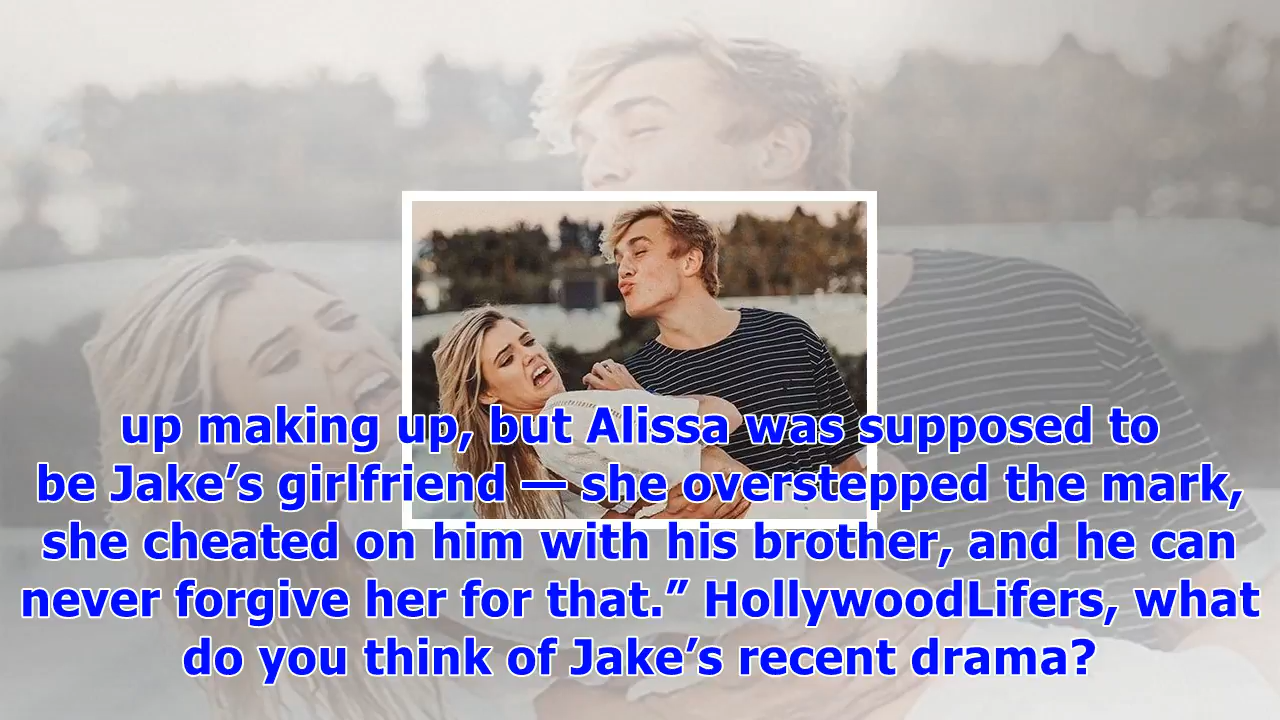 up making up, but Alissa was supposed to
be Jake’s girlfriend — she overstepped the mark,
she cheated on him with his brother, and he can
never forgive her for that.” HollywoodLifers, what
do you think of Jake’s recent drama?